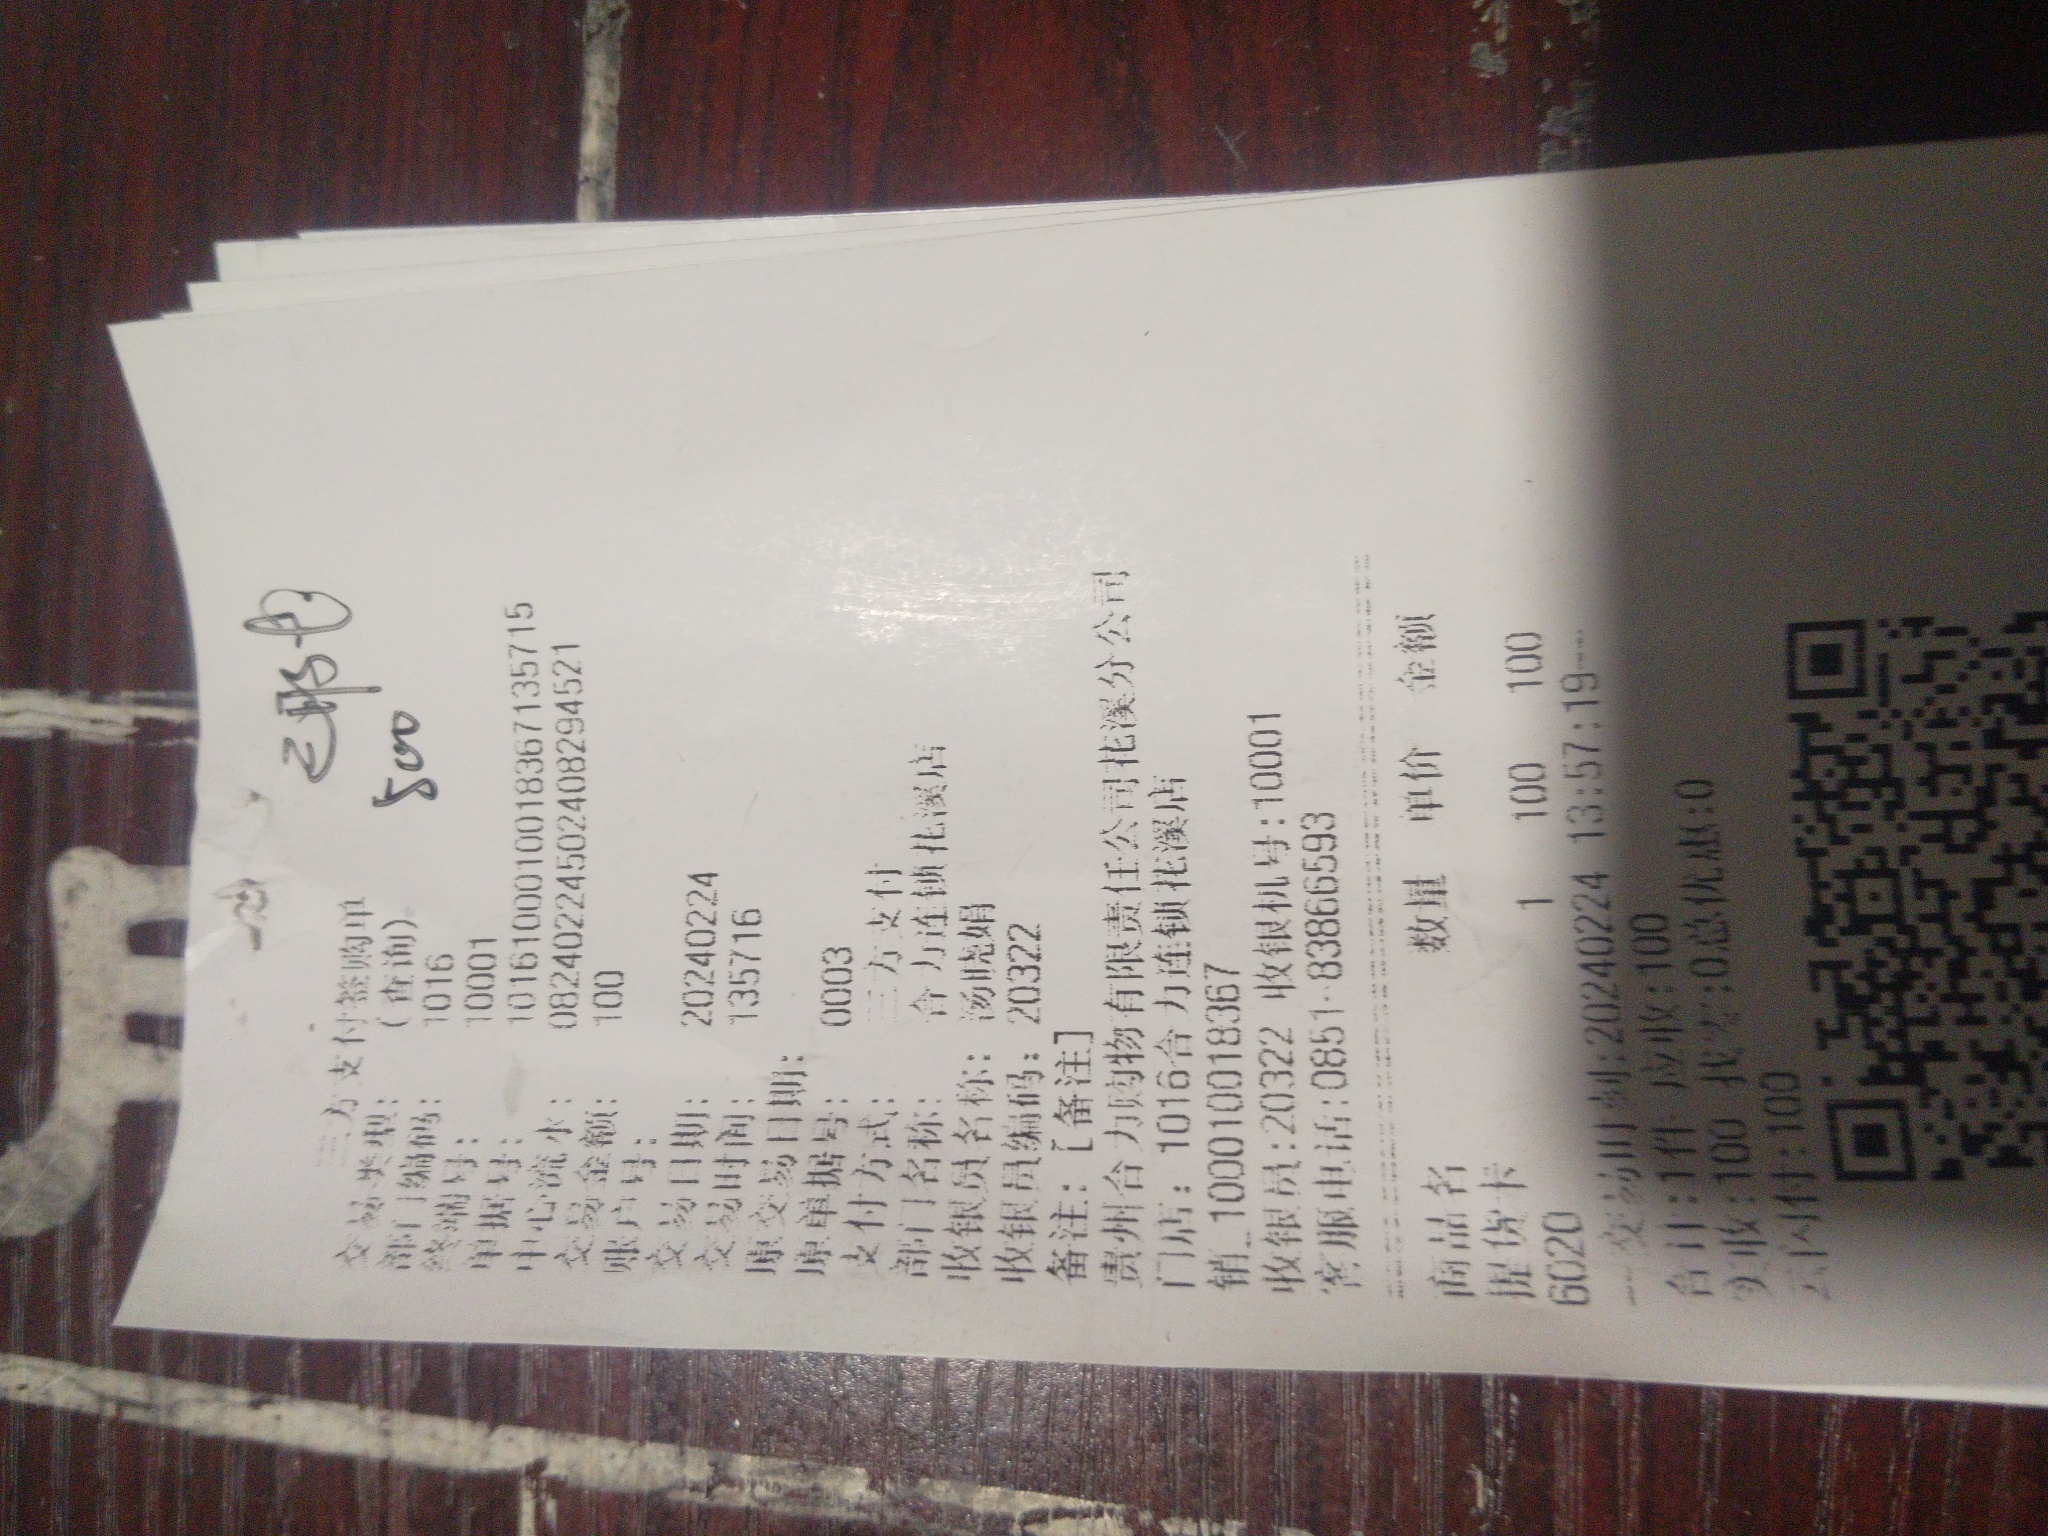 500
三方支付签购单
交易类型： （查询）
部门编码： 1016
终端号： 10001
单据号： 1016100010010018367135715
中心流水： 0824022450240829452​1
交易金额： 100
账户号：
交易日期： 20240224
交易时间： 135716
原交易日期：
原单据号： 0003
支付方式： 三方支付
部门名称： 合力连锁花溪店
收银员名称： 汤晓娟
收银员编码： 20322
备注： [备注]
贵州合力购物有限责任公司花溪分公司
门店： 1016合力连锁花溪店
销_100010010018367
收银员:20322 收银机号:10001
客服电话:0851-83866593
商品名 数量 单价 金额
提货卡 1 100 100
60020
---交易时刻:20240224 13:57:19--
合计:1件 应收:100
实收:100 找零:0总优惠:0
云闪付:100